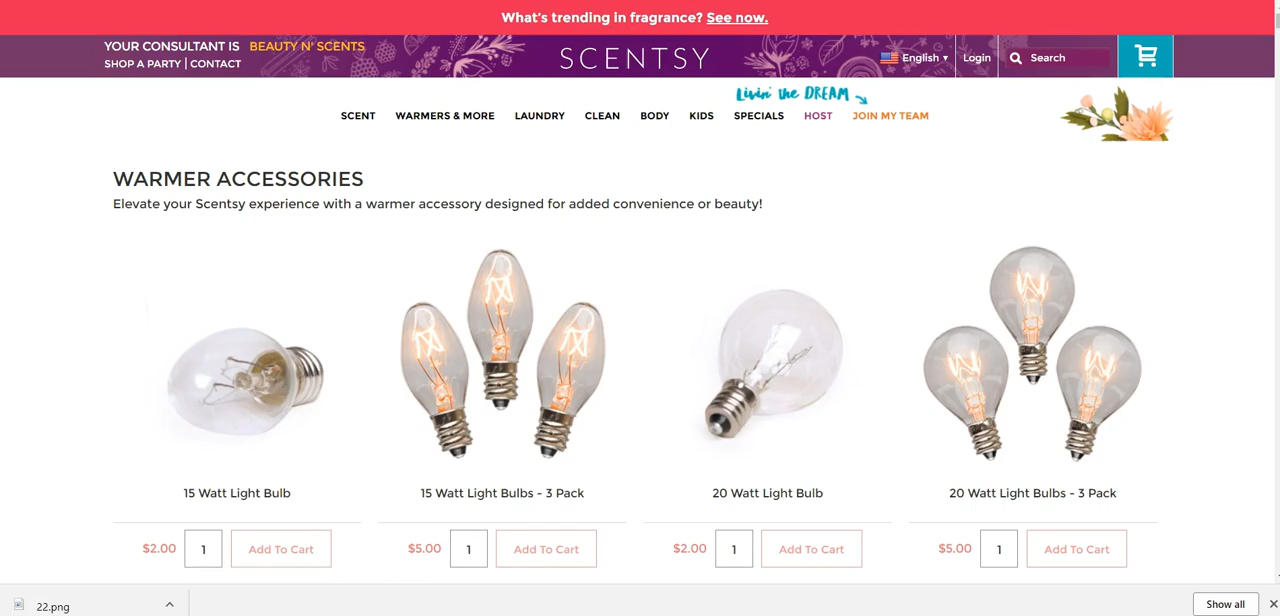 What's trending in fragrance? See now.
YOUR CONSULTANT IS BEAUTY N' SCENTS
SHOP A PARTY | CONTACT
SCENTSY
English ▾
Login
Search
Livin' the DREAM
SCENT WARMERS & MORE LAUNDRY CLEAN BODY KIDS SPECIALS HOST JOIN MY TEAM
WARMER ACCESSORIES
Elevate your Scentsy experience with a warmer accessory designed for added convenience or beauty!
15 Watt Light Bulb
15 Watt Light Bulbs - 3 Pack
20 Watt Light Bulb
20 Watt Light Bulbs - 3 Pack
$2.00 1 Add To Cart
$5.00 1 Add To Cart
$2.00 1 Add To Cart
$5.00 1 Add To Cart
22.png
Show all